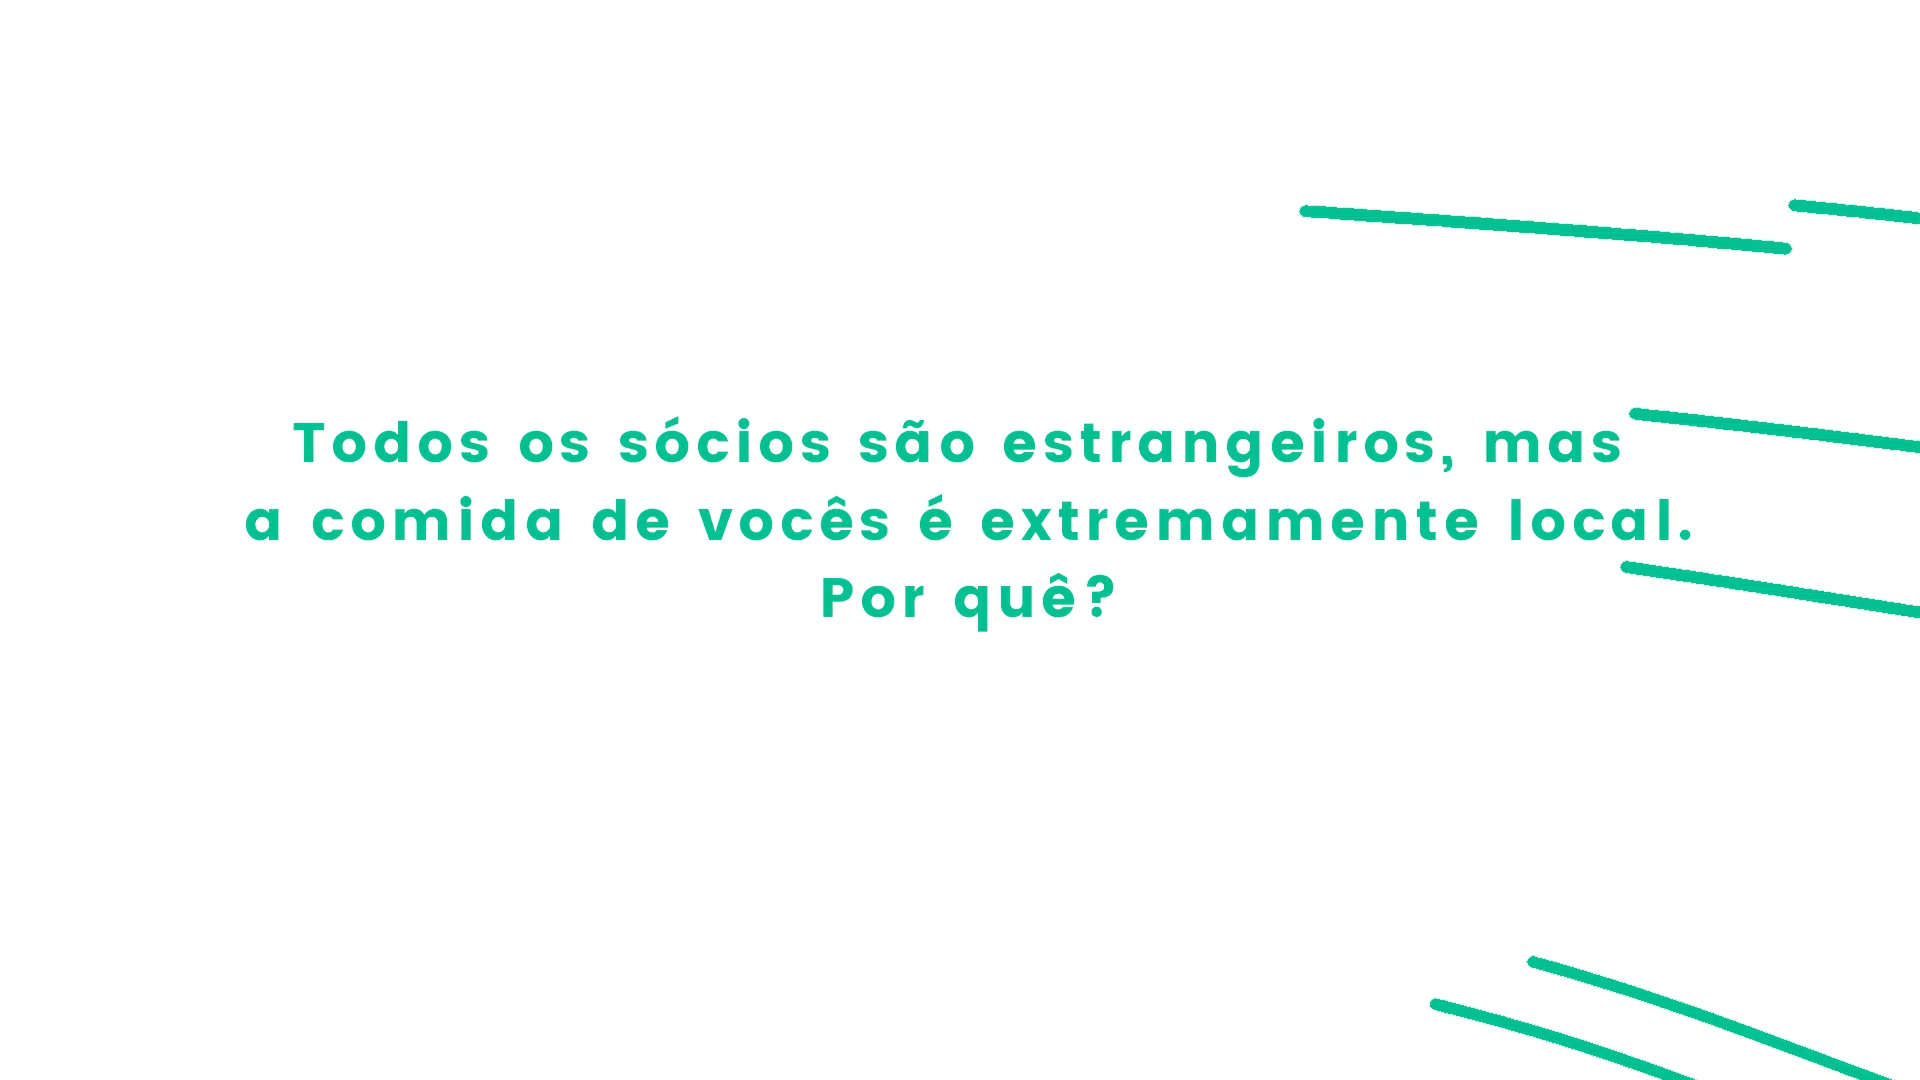 Todos os sócios são estrangeiros, mas
a comida de vocês é extremamente local.
Por quê?